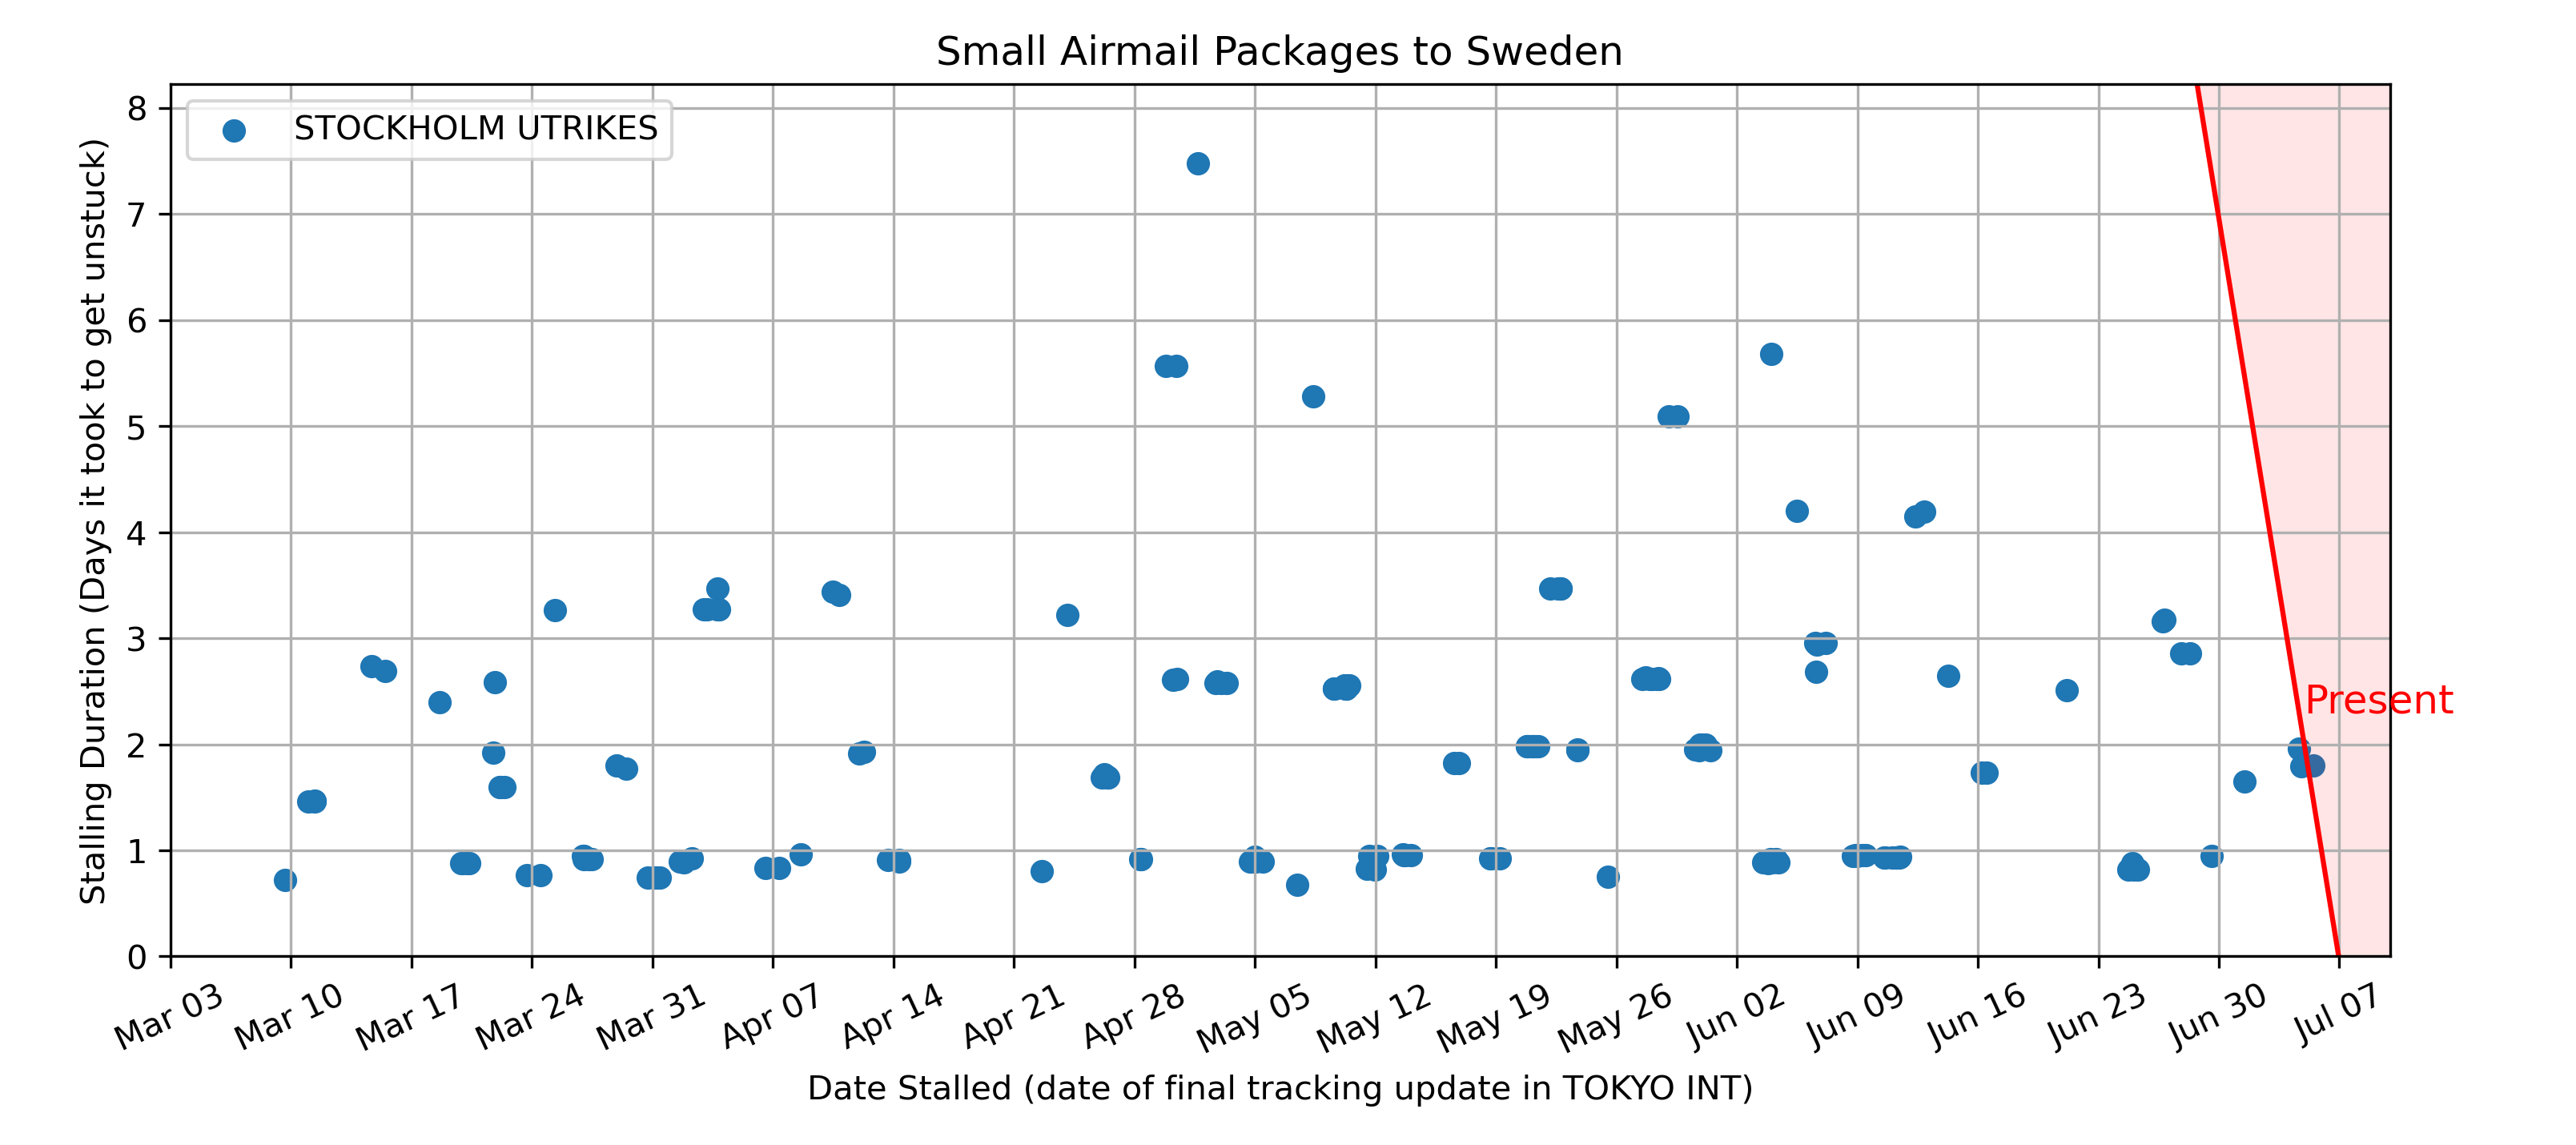 Small Airmail Packages to Sweden
STOCKHOLM UTRIKES
Stalling Duration (Days it took to get unstuck)
8
7
6
5
4
3
2
1
0
Present
Mar 03
Mar 10
Mar 17
Mar 24
Mar 31
Apr 07
Apr 14
Apr 21
Apr 28
May 05
May 12
May 19
May 26
Jun 02
Jun 09
Jun 16
Jun 23
Jun 30
Jul 07
Date Stalled (date of final tracking update in TOKYO INT)